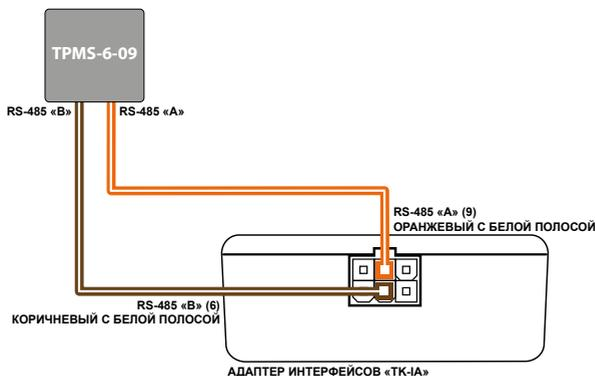 TPMS-6-09
RS-485 «B»
RS-485 «A»
RS-485 «A» (9)
ОРАНЖЕВЫЙ С БЕЛОЙ ПОЛОСОЙ
RS-485 «B» (6)
КОРИЧНЕВЫЙ С БЕЛОЙ ПОЛОСОЙ
АДАПТЕР ИНТЕРФЕЙСОВ «TK-IA»